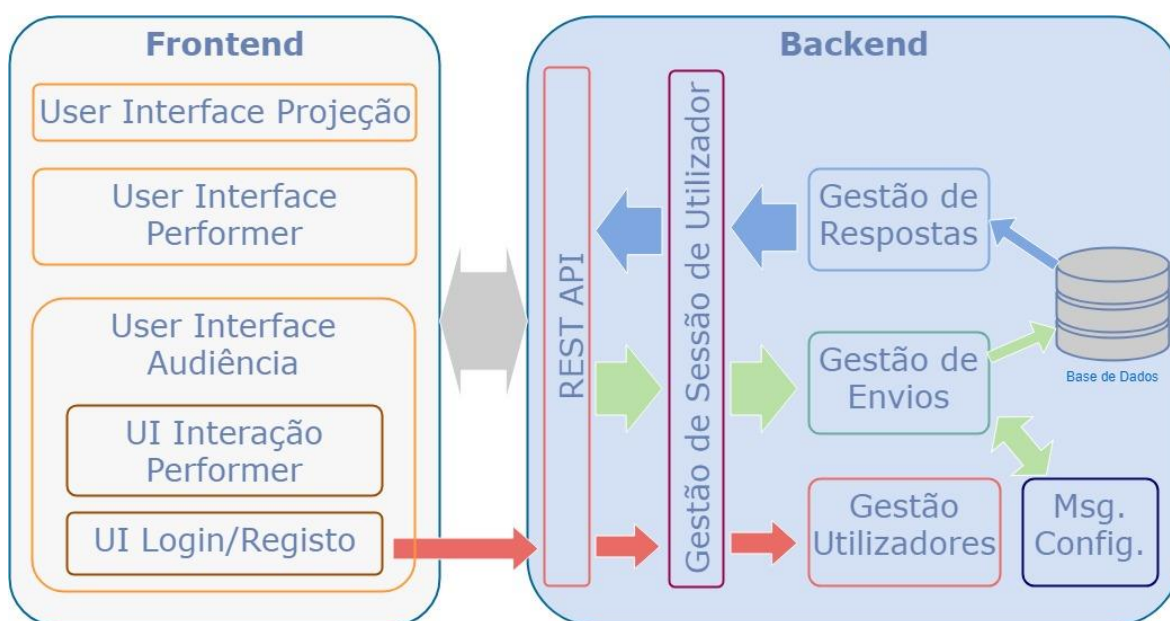 Frontend
User Interface Projeção
User Interface
Performer
User Interface
Audiência
UI Interação
Performer
UI Login/Registo
Backend
REST API
Gestão de Sessão de Utilizador
Gestão de
Respostas
Base de Dados
Gestão de
Envios
Gestão
Utilizadores
Msg.
Config.